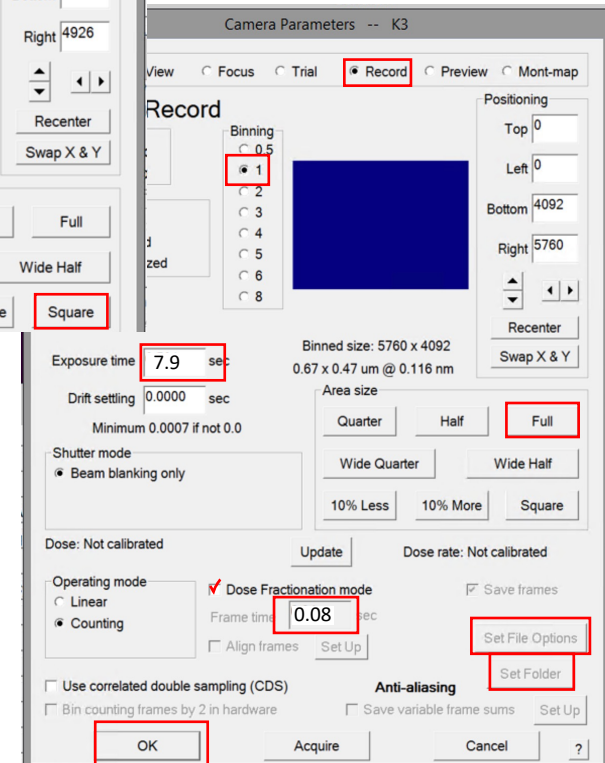 Right 4926
Recenter
Swap X & Y
Full
Wide Half
Square
Camera Parameters -- K3
View Focus Trial Record Preview Mont-map
Record
Binning
0.5
1
2
3
4
5
6
8
zed
Positioning
Top 0
Left 0
Bottom 4092
Right 5760
Recenter
Swap X & Y
Exposure time 7.9 sec
Binned size: 5760 x 4092
0.67 x 0.47 um @ 0.116 nm
Drift settling 0.0000 sec
Minimum 0.0007 if not 0.0
Area size
Quarter Half Full
Wide Quarter Wide Half
10% Less 10% More Square
Shutter mode
Beam blanking only
Dose: Not calibrated Update Dose rate: Not calibrated
Operating mode
Linear
Counting
Dose Fractionation mode Save frames
Frame time 0.08 sec
Align frames Set Up
Set File Options
Set Folder
Use correlated double sampling (CDS) Anti-aliasing
Bin counting frames by 2 in hardware Save variable frame sums Set Up
OK Acquire Cancel ?